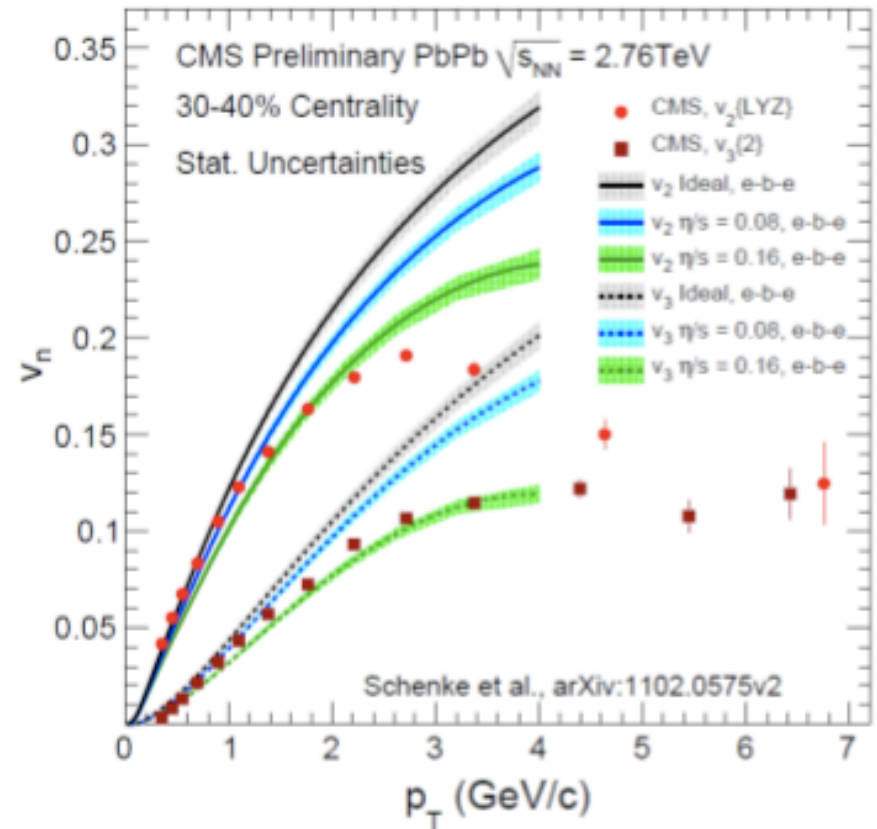 CMS Preliminary PbPb √s_NN = 2.76TeV
30-40% Centrality
Stat. Uncertainties
CMS, v₂{LYZ}
CMS, v₃{2}
v₂ Ideal, e-b-e
v₂ η/s = 0.08, e-b-e
v₂ η/s = 0.16, e-b-e
v₃ Ideal, e-b-e
v₃ η/s = 0.08, e-b-e
v₃ η/s = 0.16, e-b-e
0.35
0.3
0.25
0.2
0.15
0.1
0.05
vₙ
Schenke et al., arXiv:1102.0575v2
0 1 2 3 4 5 6 7
p_T (GeV/c)